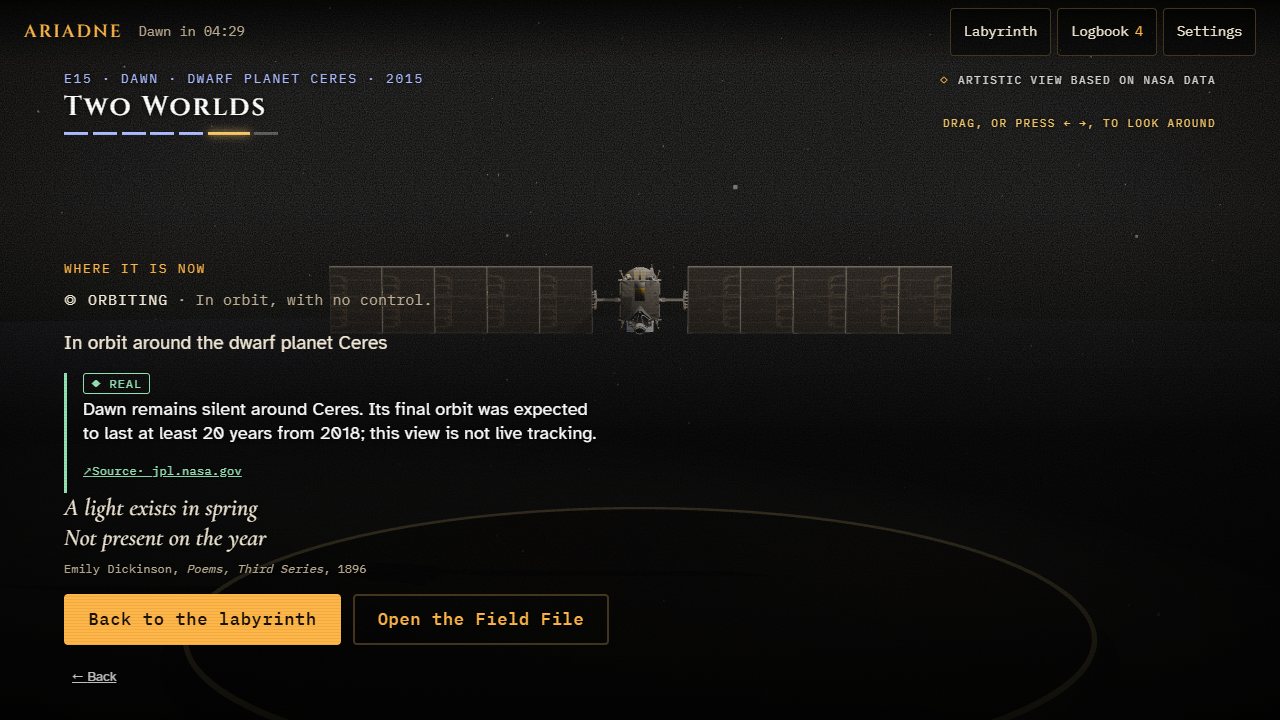 ARIADNE Dawn in 04:29
Labyrinth
Logbook 4
Settings
E15 · DAWN · DWARF PLANET CERES · 2015
Two Worlds
◇ ARTISTIC VIEW BASED ON NASA DATA
DRAG, OR PRESS ← →, TO LOOK AROUND
WHERE IT IS NOW
◎ ORBITING · In orbit, with no control.
In orbit around the dwarf planet Ceres
◆ REAL
Dawn remains silent around Ceres. Its final orbit was expected
to last at least 20 years from 2018; this view is not live tracking.
↗Source· jpl.nasa.gov
A light exists in spring
Not present on the year
Emily Dickinson, Poems, Third Series, 1896
Back to the labyrinth
Open the Field File
← Back